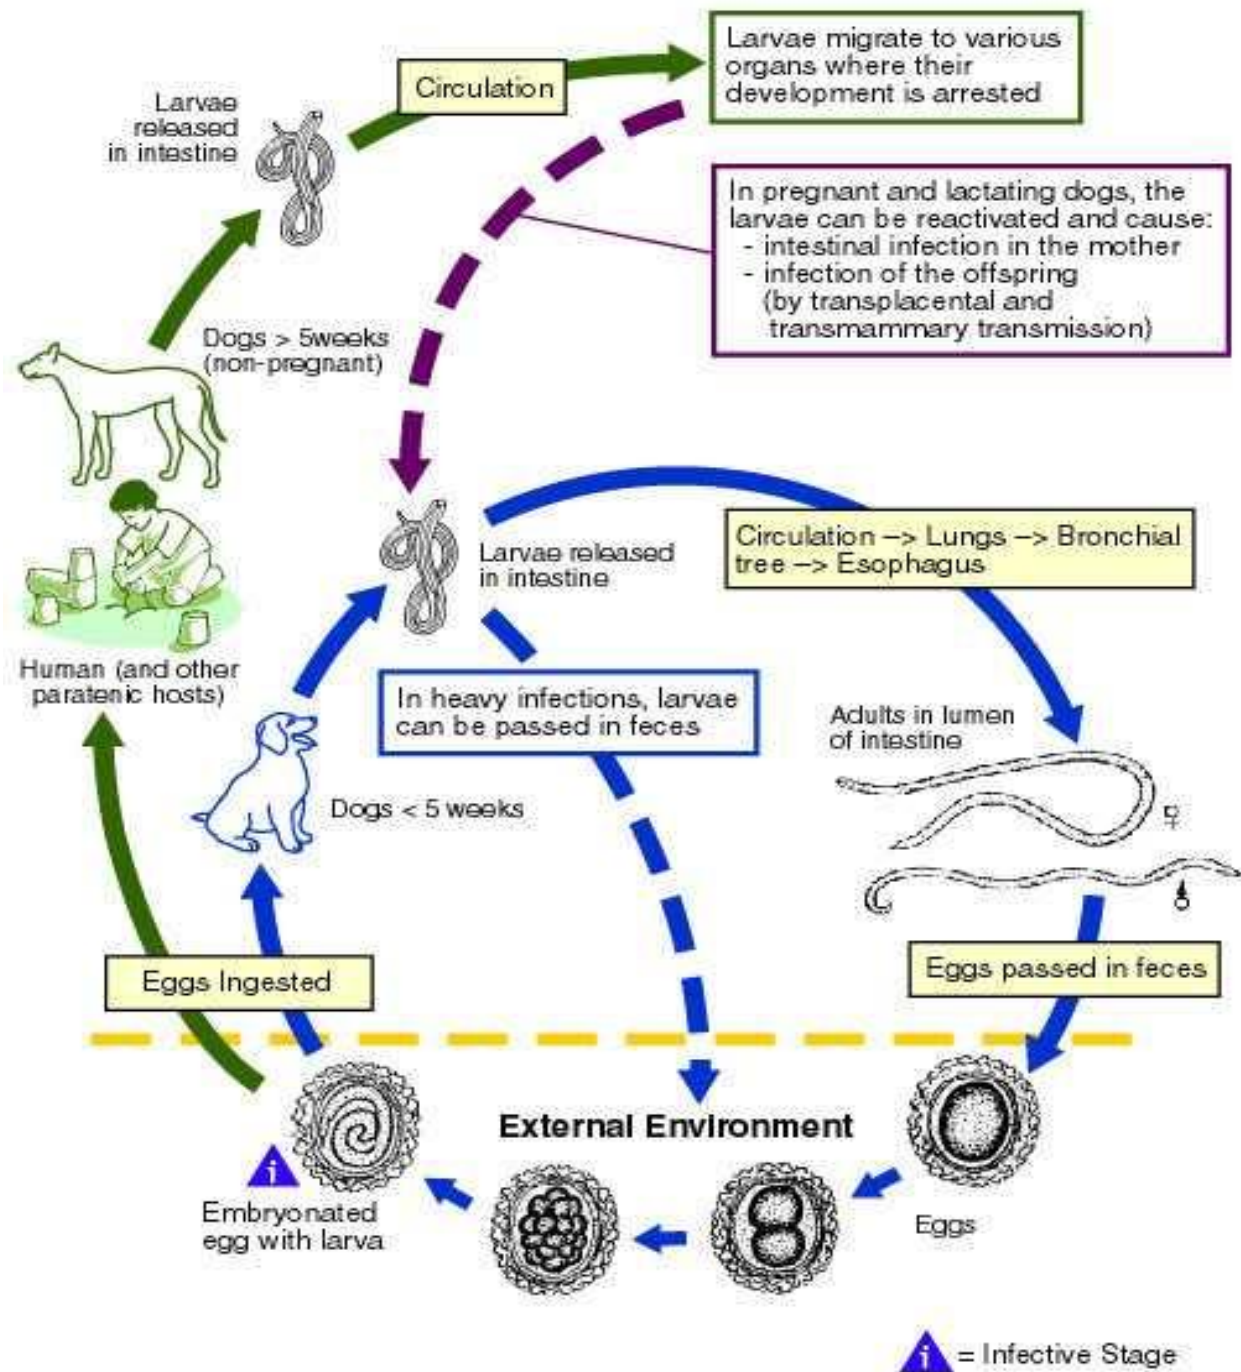 Larvae
released
in intestine
Circulation
Larvae migrate to various
organs where their
development is arrested
In pregnant and lactating dogs, the
larvae can be reactivated and cause:
- intestinal infection in the mother
- infection of the offspring
(by transplacental and
transmammary transmission)
Dogs > 5weeks
(non-pregnant)
Human (and other
paratenic hosts)
Larvae released
in intestine
Circulation –> Lungs –> Bronchial
tree –> Esophagus
In heavy infections, larvae
can be passed in feces
Adults in lumen
of intestine
♀
♂
Dogs < 5 weeks
Eggs Ingested
Eggs passed in feces
External Environment
i
Embryonated
egg with larva
Eggs
i = Infective Stage